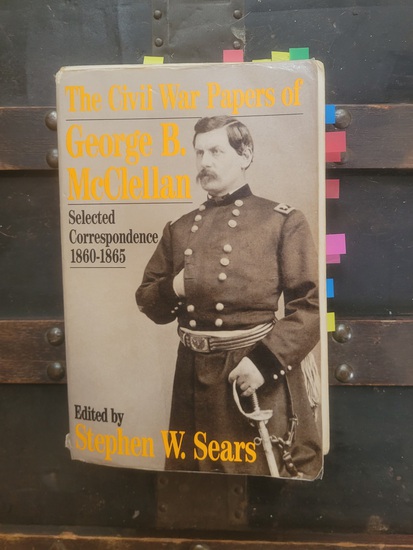 The Civil War Papers of
George B.
McClellan
Selected
Correspondence
1860-1865
Edited by
Stephen W. Sears